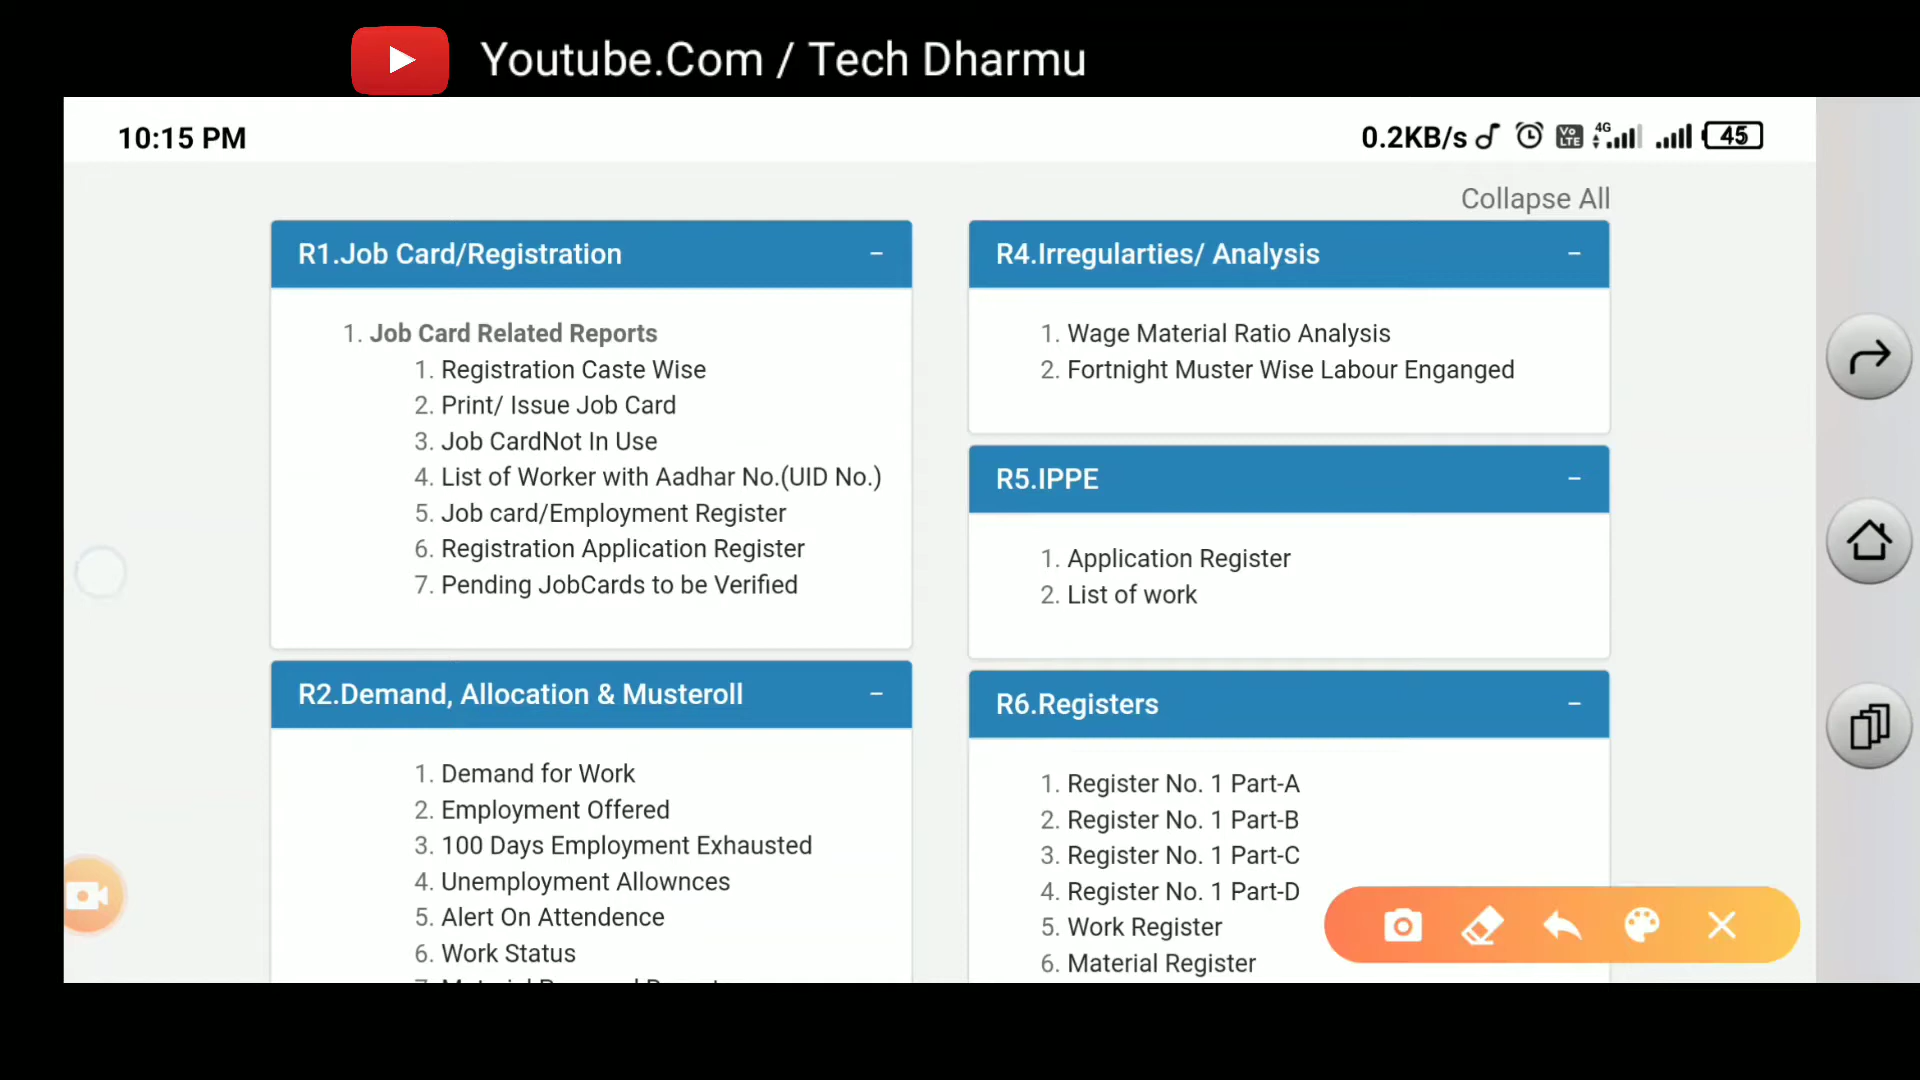 Youtube.Com / Tech Dharmu
10:15 PM
0.2KB/s
Vo LTE
4G
45
Collapse All
R1.Job Card/Registration
1. Job Card Related Reports
1. Registration Caste Wise
2. Print/ Issue Job Card
3. Job CardNot In Use
4. List of Worker with Aadhar No.(UID No.)
5. Job card/Employment Register
6. Registration Application Register
7. Pending JobCards to be Verified
R2.Demand, Allocation & Musteroll
1. Demand for Work
2. Employment Offered
3. 100 Days Employment Exhausted
4. Unemployment Allownces
5. Alert On Attendence
6. Work Status
R4.Irregularties/ Analysis
1. Wage Material Ratio Analysis
2. Fortnight Muster Wise Labour Enganged
R5.IPPE
1. Application Register
2. List of work
R6.Registers
1. Register No. 1 Part-A
2. Register No. 1 Part-B
3. Register No. 1 Part-C
4. Register No. 1 Part-D
5. Work Register
6. Material Register